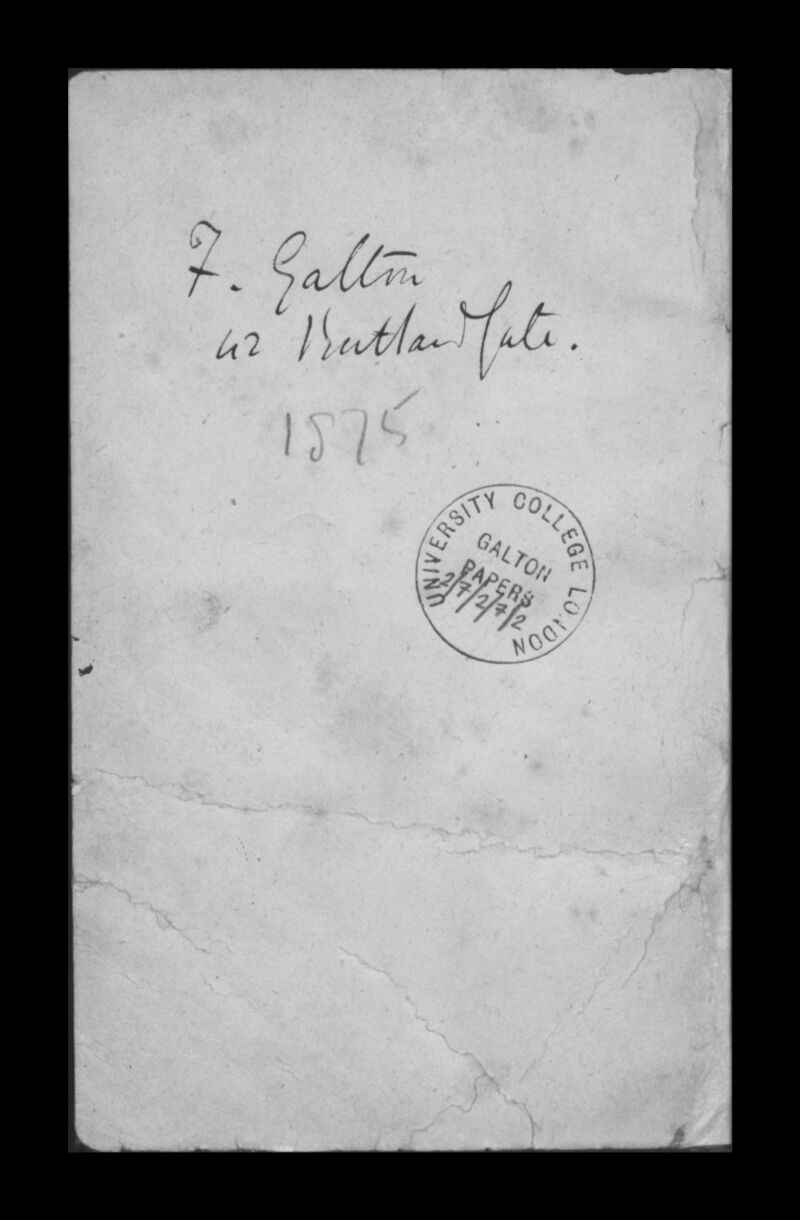 F. Galton
42 Rutland Gate.
1875
UNIVERSITY COLLEGE LONDON
GALTON
PAPERS
2/7/2/7/2